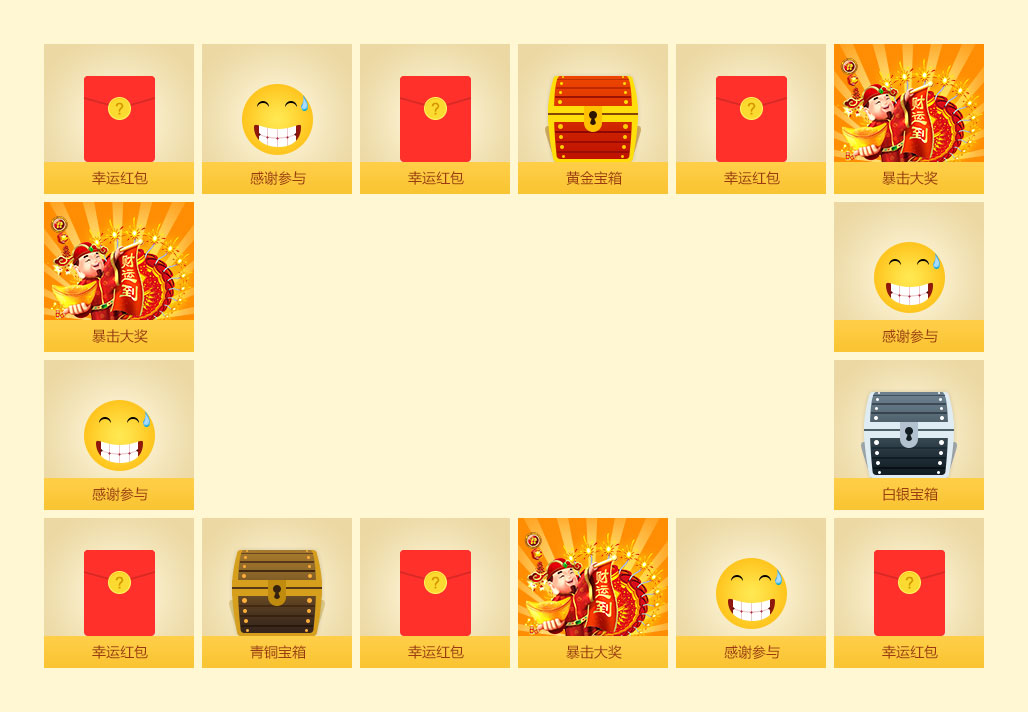 ?
?
?
财运到
幸运红包
感谢参与
幸运红包
黄金宝箱
幸运红包
暴击大奖
财运到
暴击大奖
感谢参与
感谢参与
白银宝箱
?
?
财运到
?
幸运红包
青铜宝箱
幸运红包
暴击大奖
感谢参与
幸运红包